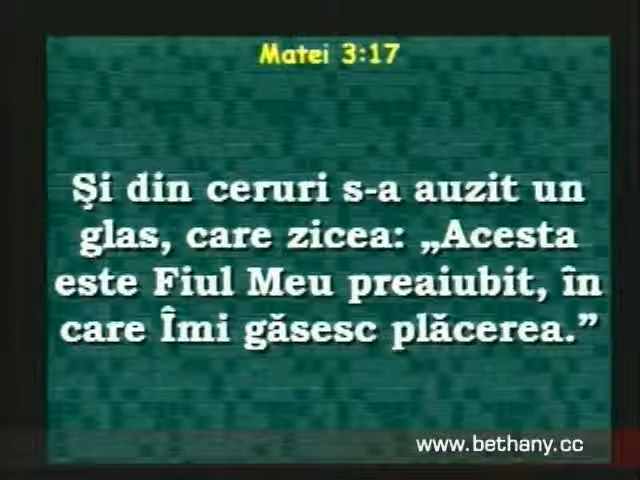 Matei 3:17
Şi din ceruri s-a auzit un
glas, care zicea: „Acesta
este Fiul Meu preaiubit, în
care Îmi găsesc plăcerea.”
www.bethany.cc